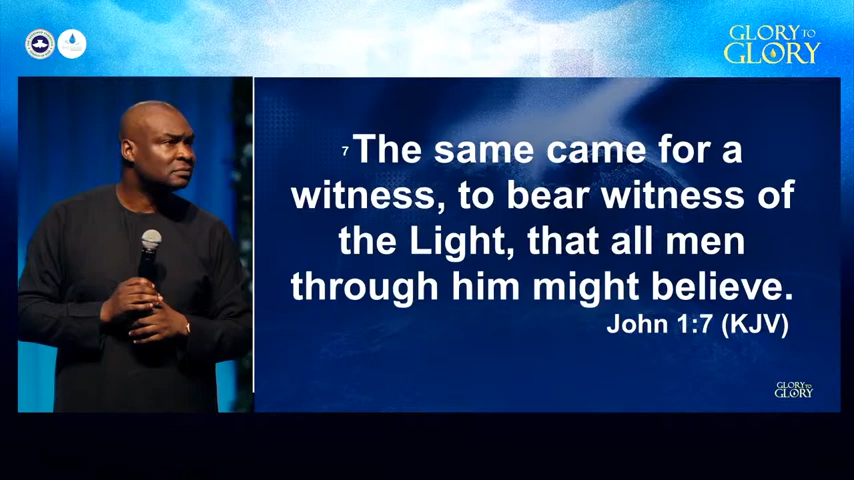 GLORY TO
GLORY
7 The same came for a
witness, to bear witness of
the Light, that all men
through him might believe.
John 1:7 (KJV)
GLORY TO
GLORY